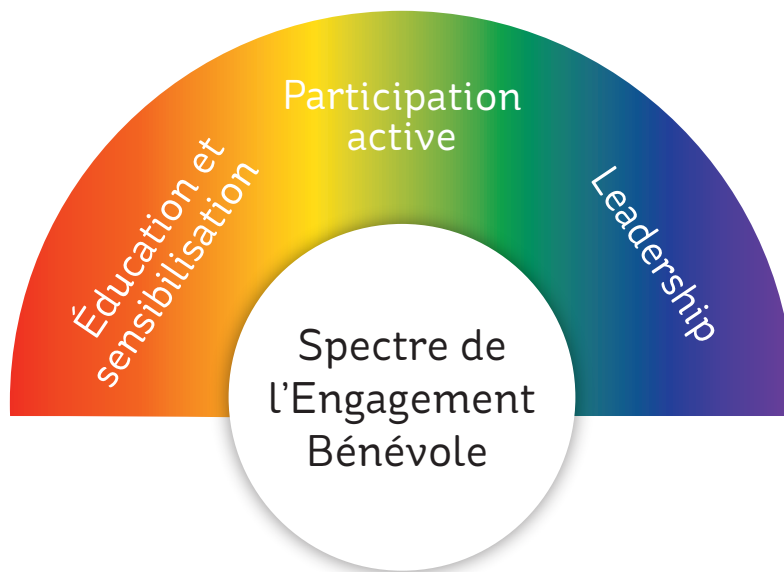 Éducation et
sensibilisation
Participation
active
Leadership
Spectre de
l’Engagement
Bénévole